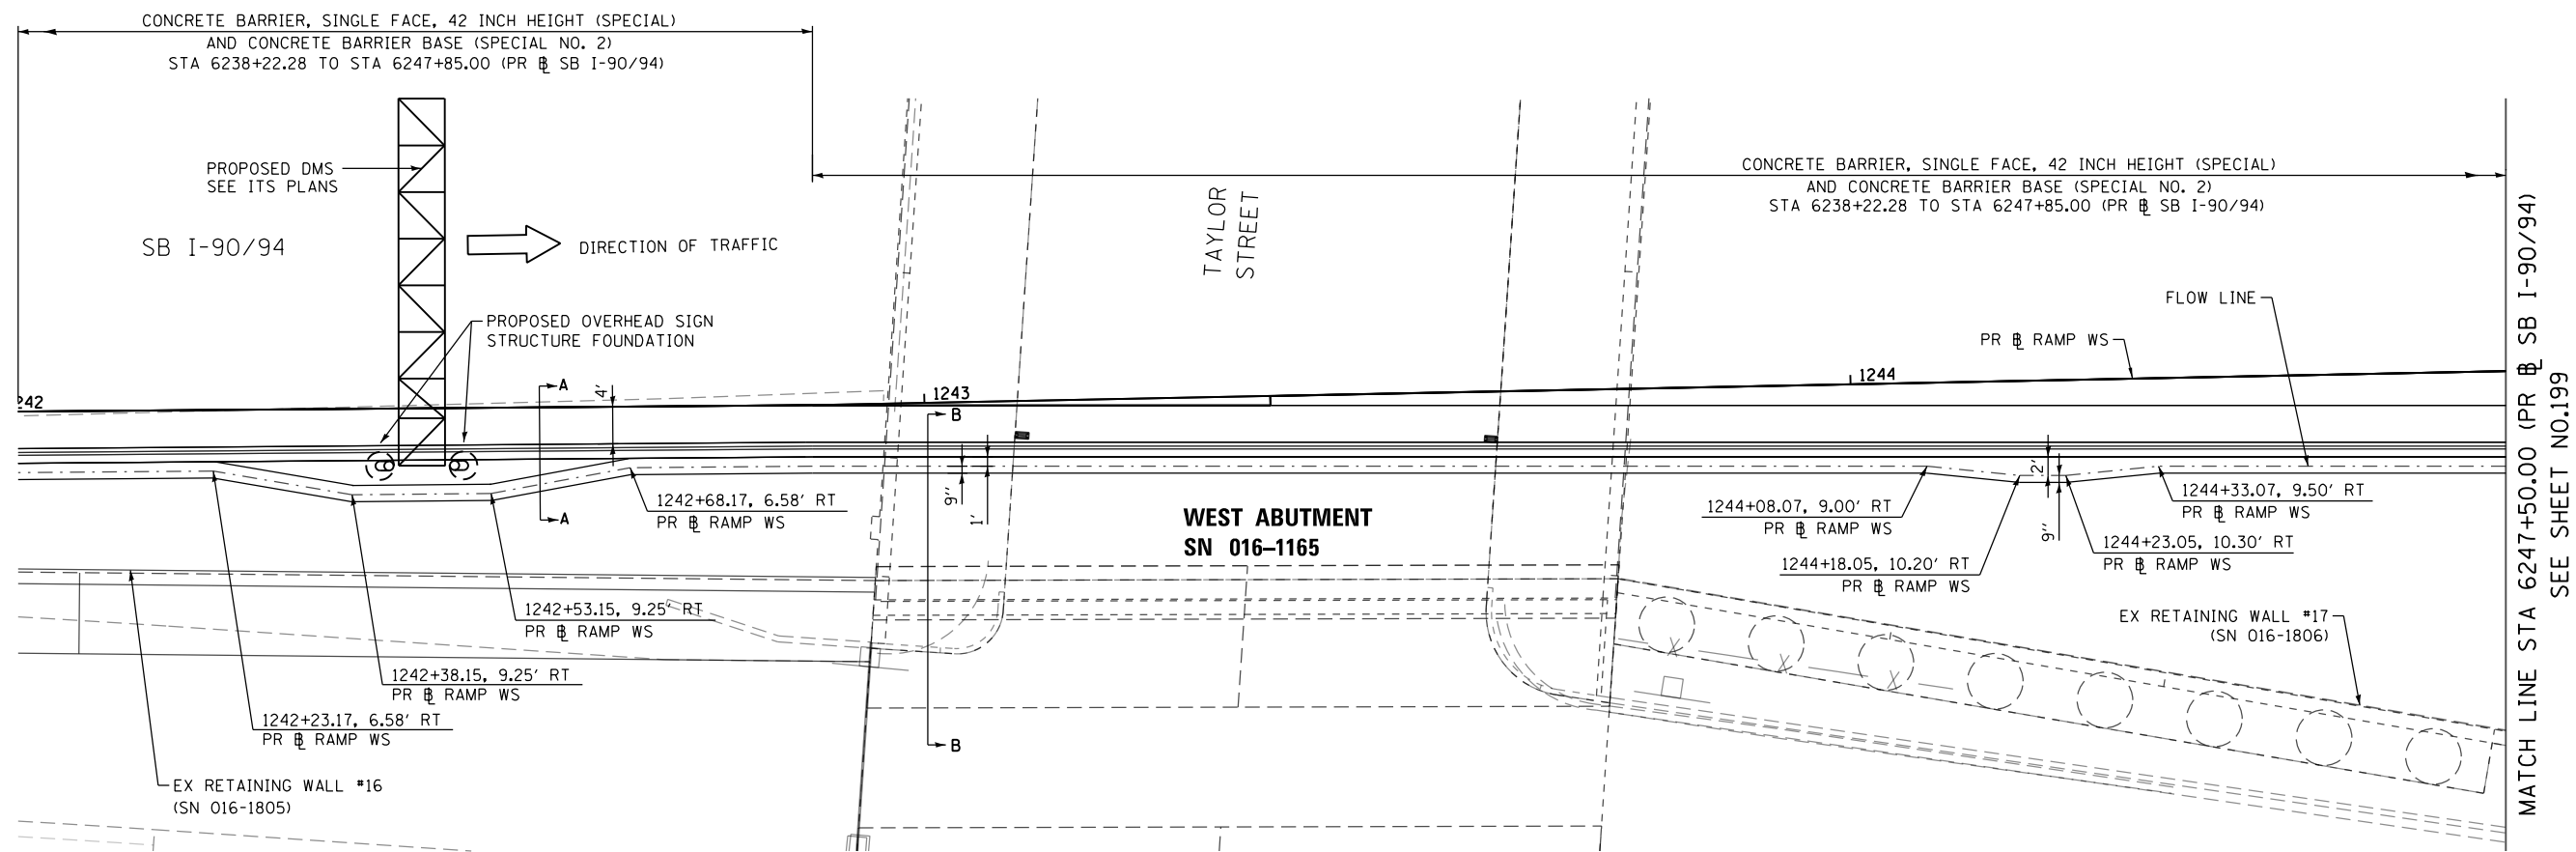 CONCRETE BARRIER, SINGLE FACE, 42 INCH HEIGHT (SPECIAL)
AND CONCRETE BARRIER BASE (SPECIAL NO. 2)
STA 6238+22.28 TO STA 6247+85.00 (PR ℄ SB I-90/94)
PROPOSED DMS
SEE ITS PLANS
SB I-90/94
DIRECTION OF TRAFFIC
PROPOSED OVERHEAD SIGN
STRUCTURE FOUNDATION
TAYLOR
STREET
CONCRETE BARRIER, SINGLE FACE, 42 INCH HEIGHT (SPECIAL)
AND CONCRETE BARRIER BASE (SPECIAL NO. 2)
STA 6238+22.28 TO STA 6247+85.00 (PR ℄ SB I-90/94)
FLOW LINE
PR ℄ RAMP WS
242
A
4'
1243
B
1244
A
9"
1'
2'
9"
1242+68.17, 6.58' RT
PR ℄ RAMP WS
WEST ABUTMENT
SN 016-1165
1244+08.07, 9.00' RT
PR ℄ RAMP WS
1244+18.05, 10.20' RT
PR ℄ RAMP WS
1244+33.07, 9.50' RT
PR ℄ RAMP WS
1244+23.05, 10.30' RT
PR ℄ RAMP WS
1242+53.15, 9.25' RT
PR ℄ RAMP WS
1242+38.15, 9.25' RT
PR ℄ RAMP WS
1242+23.17, 6.58' RT
PR ℄ RAMP WS
B
EX RETAINING WALL #16
(SN 016-1805)
EX RETAINING WALL #17
(SN 016-1806)
MATCH LINE STA 6247+50.00 (PR ℄ SB I-90/94)
SEE SHEET NO.199